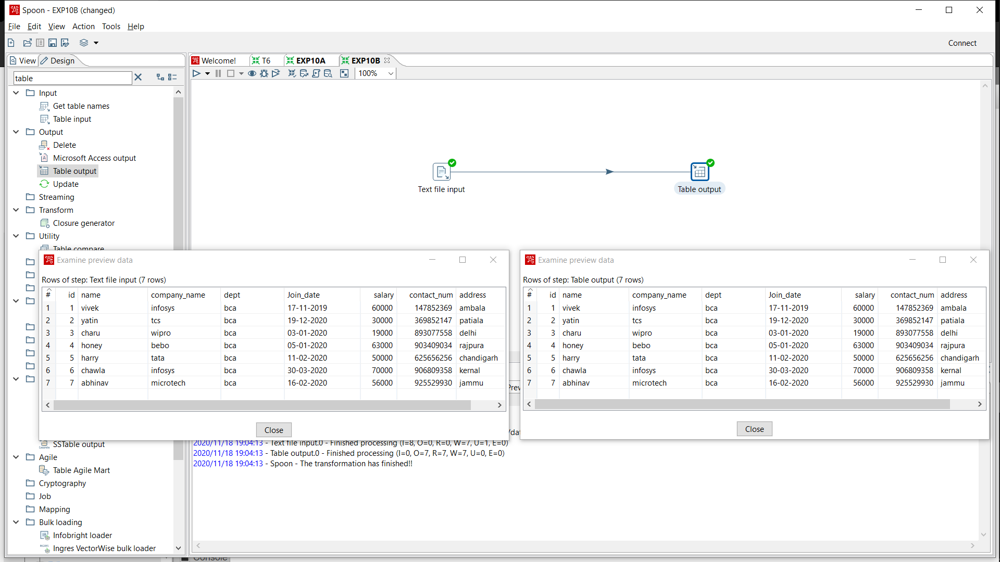 Spoon - EXP10B (changed)
File Edit View Action Tools Help
Connect
View Design
Welcome! T6 EXP10A EXP10B
table
100%
Input
Get table names
Table input
Output
Delete
Microsoft Access output
Table output
Update
Streaming
Transform
Closure generator
Utility
Table compare
Text file input
Table output
Examine preview data
Rows of step: Text file input (7 rows)
# id name company_name dept Join_date salary contact_num address
1 1 vivek infosys bca 17-11-2019 60000 147852369 ambala
2 2 yatin tcs bca 19-12-2020 30000 369852147 patiala
3 3 charu wipro bca 03-01-2020 19000 893077558 delhi
4 4 honey bebo bca 05-01-2020 63000 903409034 rajpura
5 5 harry tata bca 11-02-2020 50000 625656256 chandigarh
6 6 chawla infosys bca 30-03-2020 70000 906809358 kernal
7 7 abhinav microtech bca 16-02-2020 56000 925529930 jammu
Close
Examine preview data
Rows of step: Table output (7 rows)
# id name company_name dept Join_date salary contact_num address
1 1 vivek infosys bca 17-11-2019 60000 147852369 ambala
2 2 yatin tcs bca 19-12-2020 30000 369852147 patiala
3 3 charu wipro bca 03-01-2020 19000 893077558 delhi
4 4 honey bebo bca 05-01-2020 63000 903409034 rajpura
5 5 harry tata bca 11-02-2020 50000 625656256 chandigarh
6 6 chawla infosys bca 30-03-2020 70000 906809358 kernal
7 7 abhinav microtech bca 16-02-2020 56000 925529930 jammu
Close
SSTable output
Agile
Table Agile Mart
Cryptography
Job
Mapping
Bulk loading
Infobright loader
Ingres VectorWise bulk loader
2020/11/18 19:04:13 - Text file input.0 - Finished processing (I=8, O=0, R=0, W=7, U=1, E=0)
2020/11/18 19:04:13 - Table output.0 - Finished processing (I=0, O=7, R=7, W=7, U=0, E=0)
2020/11/18 19:04:13 - Spoon - The transformation has finished!!
Console